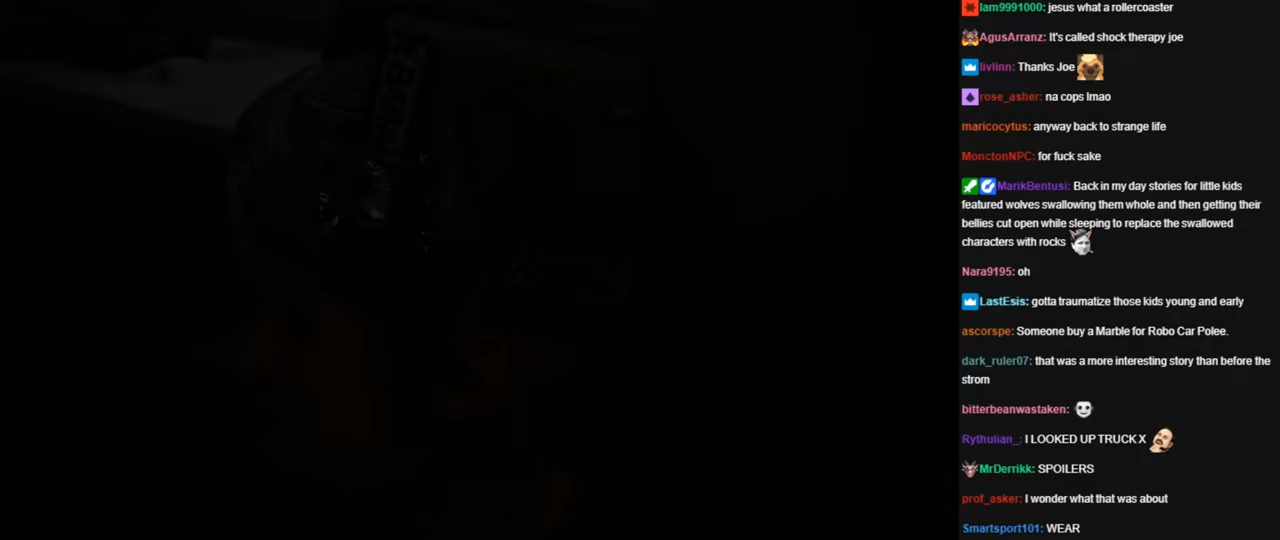 Iam9991000: jesus what a rollercoaster
AgusArranz: It's called shock therapy joe
livlinn: Thanks Joe
rose_asher: na cops lmao
maricocytus: anyway back to strange life
MonctonNPC: for fuck sake
MarikBentusi: Back in my day stories for little kids
featured wolves swallowing them whole and then getting their
bellies cut open while sleeping to replace the swallowed
characters with rocks
Nara9195: oh
LastEsis: gotta traumatize those kids young and early
ascorspe: Someone buy a Marble for Robo Car Polee.
dark_ruler07: that was a more interesting story than before the
strom
bitterbeanwastaken:
Rythulian_: I LOOKED UP TRUCK X
MrDerrikk: SPOILERS
prof_asker: I wonder what that was about
Smartsport101: WEAR